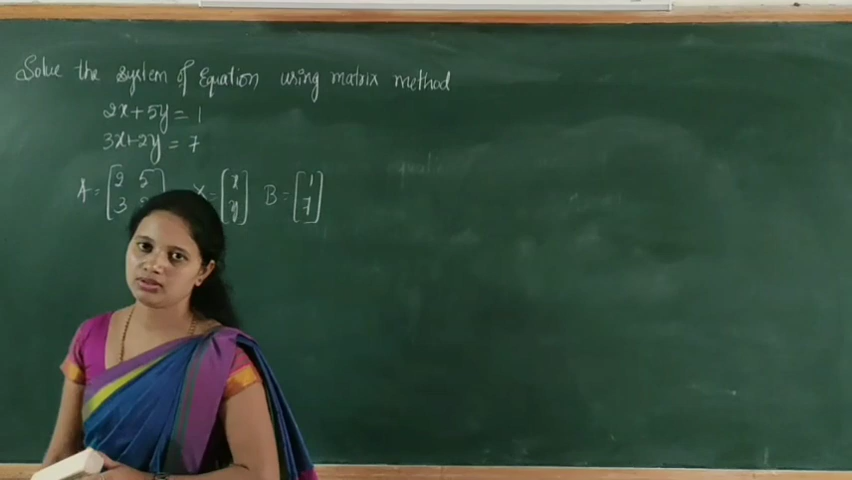 Solve the System of Equation using matrix method
2x + 5y = 1
3x+2y = 7
A = [2 5 3 X = [x y] B = [1 7]